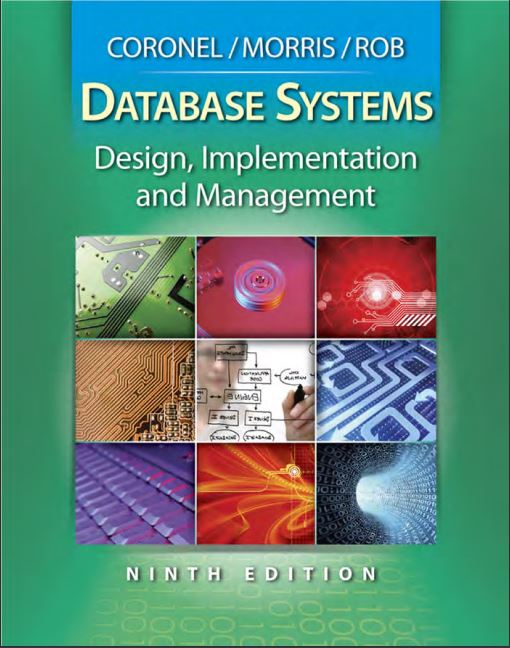 CORONEL / MORRIS / ROB
DATABASE SYSTEMS
Design, Implementation
and Management
NINTH EDITION